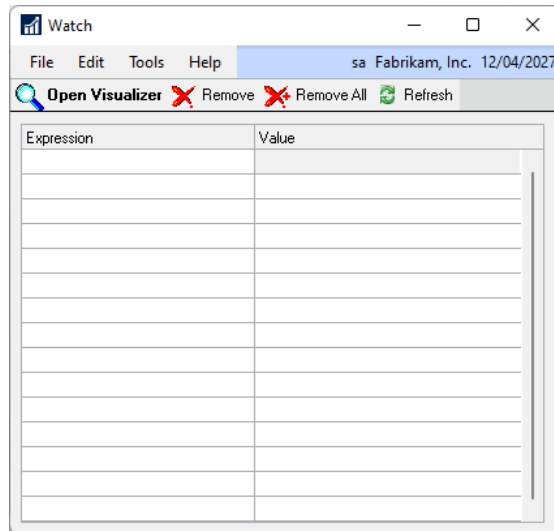 Watch
File Edit Tools Help sa Fabrikam, Inc. 12/04/2027
Open Visualizer Remove Remove All Refresh
Expression Value